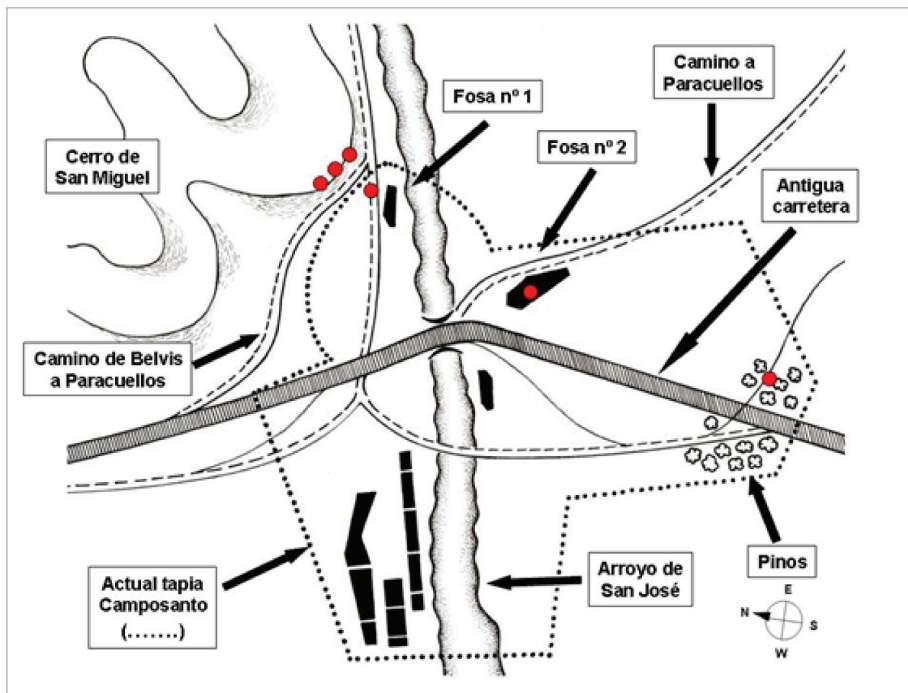 Fosa nº 1
Camino a
Paracuellos
Fosa nº 2
Cerro de
San Miguel
Antigua
carretera
Camino de Belvis
a Paracuellos
Actual tapia
Camposanto
(.......)
Arroyo de
San José
Pinos
E
N
S
W